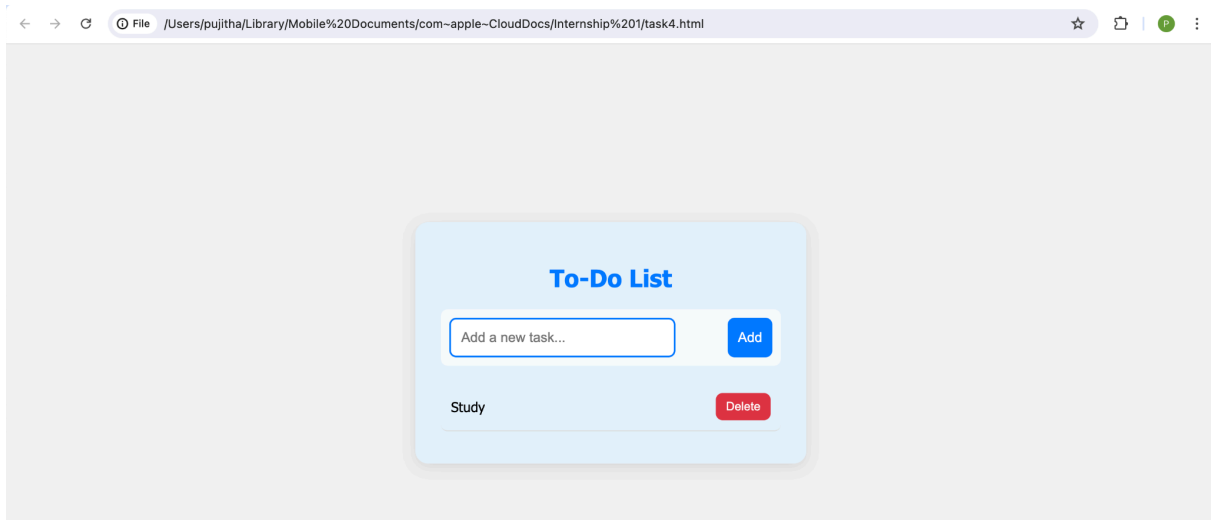 File /Users/pujitha/Library/Mobile%20Documents/com~apple~CloudDocs/Internship%201/task4.html
P
To-Do List
Add a new task... Add
Study Delete